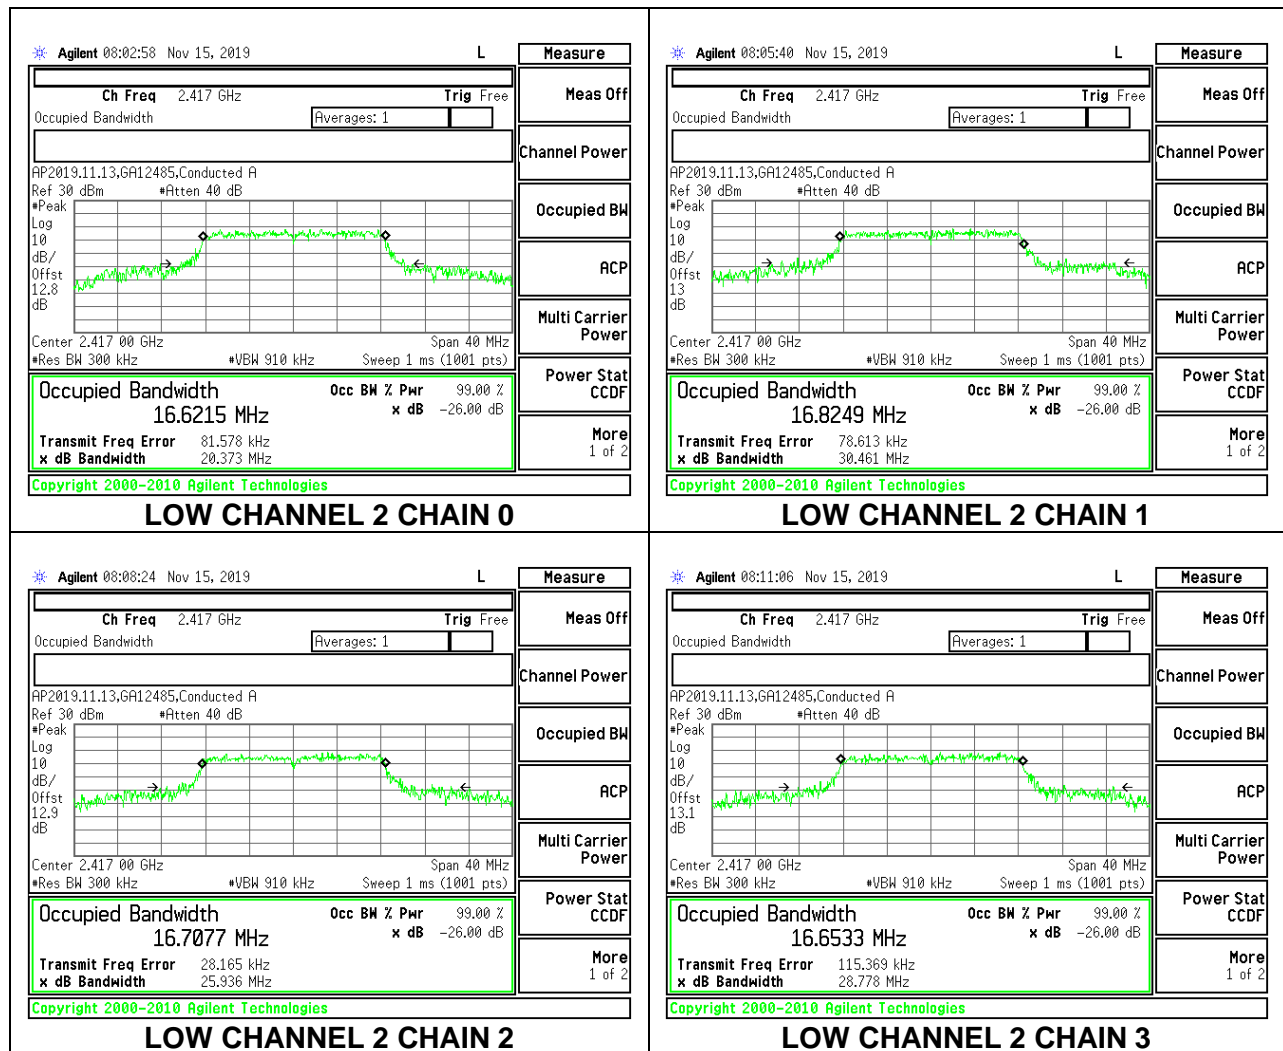 Agilent 08:02:58 Nov 15, 2019 L Measure
Ch Freq 2.417 GHz Trig Free
Occupied Bandwidth Averages: 1
AP2019.11.13,GA12485,Conducted A
Ref 30 dBm #Atten 40 dB
#Peak
Log
10
dB/
Offst
12.8
dB
Center 2.417 00 GHz Span 40 MHz
#Res BW 300 kHz #VBW 910 kHz Sweep 1 ms (1001 pts)
Occupied Bandwidth Occ BW % Pwr 99.00 %
16.6215 MHz x dB -26.00 dB
Transmit Freq Error 81.578 kHz
x dB Bandwidth 20.373 MHz
Copyright 2000-2010 Agilent Technologies
Meas Off
Channel Power
Occupied BW
ACP
Multi Carrier
Power
Power Stat
CCDF
More
1 of 2
LOW CHANNEL 2 CHAIN 0
Agilent 08:05:40 Nov 15, 2019 L Measure
Ch Freq 2.417 GHz Trig Free
Occupied Bandwidth Averages: 1
AP2019.11.13,GA12485,Conducted A
Ref 30 dBm #Atten 40 dB
#Peak
Log
10
dB/
Offst
13
dB
Center 2.417 00 GHz Span 40 MHz
#Res BW 300 kHz #VBW 910 kHz Sweep 1 ms (1001 pts)
Occupied Bandwidth Occ BW % Pwr 99.00 %
16.8249 MHz x dB -26.00 dB
Transmit Freq Error 78.613 kHz
x dB Bandwidth 30.461 MHz
Copyright 2000-2010 Agilent Technologies
Meas Off
Channel Power
Occupied BW
ACP
Multi Carrier
Power
Power Stat
CCDF
More
1 of 2
LOW CHANNEL 2 CHAIN 1
Agilent 08:08:24 Nov 15, 2019 L Measure
Ch Freq 2.417 GHz Trig Free
Occupied Bandwidth Averages: 1
AP2019.11.13,GA12485,Conducted A
Ref 30 dBm #Atten 40 dB
#Peak
Log
10
dB/
Offst
12.9
dB
Center 2.417 00 GHz Span 40 MHz
#Res BW 300 kHz #VBW 910 kHz Sweep 1 ms (1001 pts)
Occupied Bandwidth Occ BW % Pwr 99.00 %
16.7077 MHz x dB -26.00 dB
Transmit Freq Error 28.165 kHz
x dB Bandwidth 25.936 MHz
Copyright 2000-2010 Agilent Technologies
Meas Off
Channel Power
Occupied BW
ACP
Multi Carrier
Power
Power Stat
CCDF
More
1 of 2
LOW CHANNEL 2 CHAIN 2
Agilent 08:11:06 Nov 15, 2019 L Measure
Ch Freq 2.417 GHz Trig Free
Occupied Bandwidth Averages: 1
AP2019.11.13,GA12485,Conducted A
Ref 30 dBm #Atten 40 dB
#Peak
Log
10
dB/
Offst
13.1
dB
Center 2.417 00 GHz Span 40 MHz
#Res BW 300 kHz #VBW 910 kHz Sweep 1 ms (1001 pts)
Occupied Bandwidth Occ BW % Pwr 99.00 %
16.6533 MHz x dB -26.00 dB
Transmit Freq Error 115.369 kHz
x dB Bandwidth 28.778 MHz
Copyright 2000-2010 Agilent Technologies
Meas Off
Channel Power
Occupied BW
ACP
Multi Carrier
Power
Power Stat
CCDF
More
1 of 2
LOW CHANNEL 2 CHAIN 3